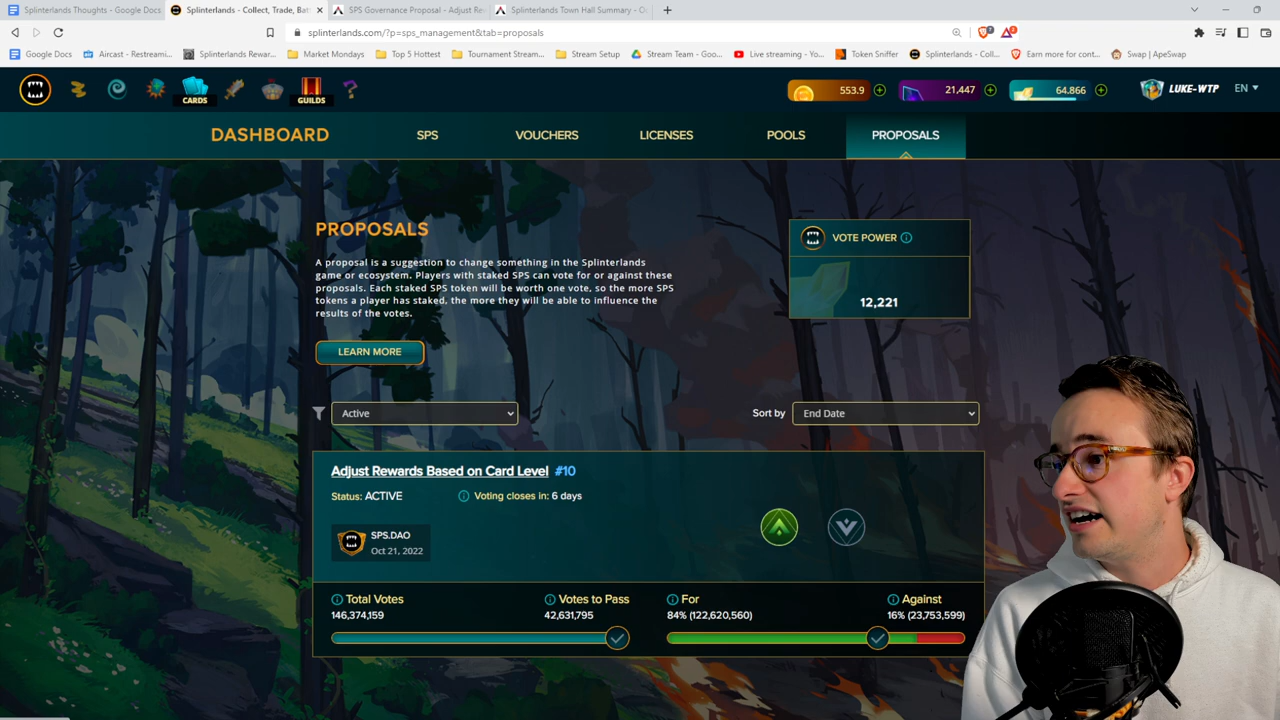 Splinterlands Thoughts - Google Docs
Splinterlands - Collect, Trade, Bat
SPS Governance Proposal - Adjust Re
Splinterlands Town Hall Summary - Oc
splinterlands.com/?p=sps_management&tab=proposals
Google Docs
Aircast - Restreami...
Splinterlands Rewar...
Market Mondays
Top 5 Hottest
Tournament Stream...
Stream Setup
Stream Team - Goo...
Live streaming - Yo...
Token Sniffer
Splinterlands - Coll...
Earn more for cont...
Swap | ApeSwap
CARDS
GUILDS
553.9
21,447
64.866
LUKE-WTP
EN
DASHBOARD
SPS
VOUCHERS
LICENSES
POOLS
PROPOSALS
PROPOSALS
A proposal is a suggestion to change something in the Splinterlands
game or ecosystem. Players with staked SPS can vote for or against these
proposals. Each staked SPS token will be worth one vote, so the more SPS
tokens a player has staked, the more they will be able to influence the
results of the votes.
LEARN MORE
VOTE POWER
12,221
Active
Sort by
End Date
Adjust Rewards Based on Card Level #10
Status: ACTIVE
Voting closes in: 6 days
SPS.DAO
Oct 21, 2022
Total Votes
146,374,159
Votes to Pass
42,631,795
For
84% (122,620,560)
Against
16% (23,753,599)